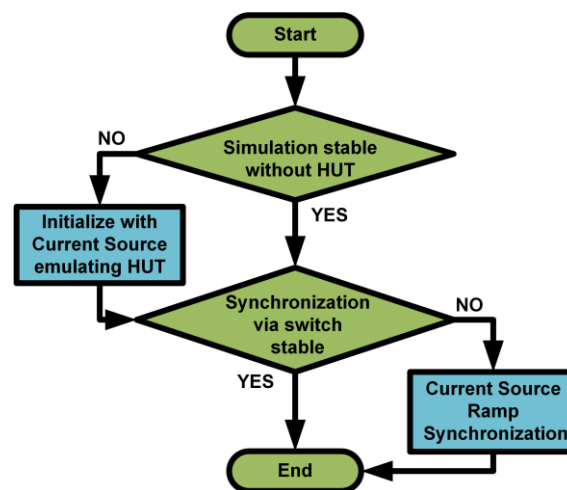 Start
Simulation stable
without HUT
NO
YES
Initialize with
Current Source
emulating HUT
Synchronization
via switch
stable
NO
YES
Current Source
Ramp
Synchronization
End